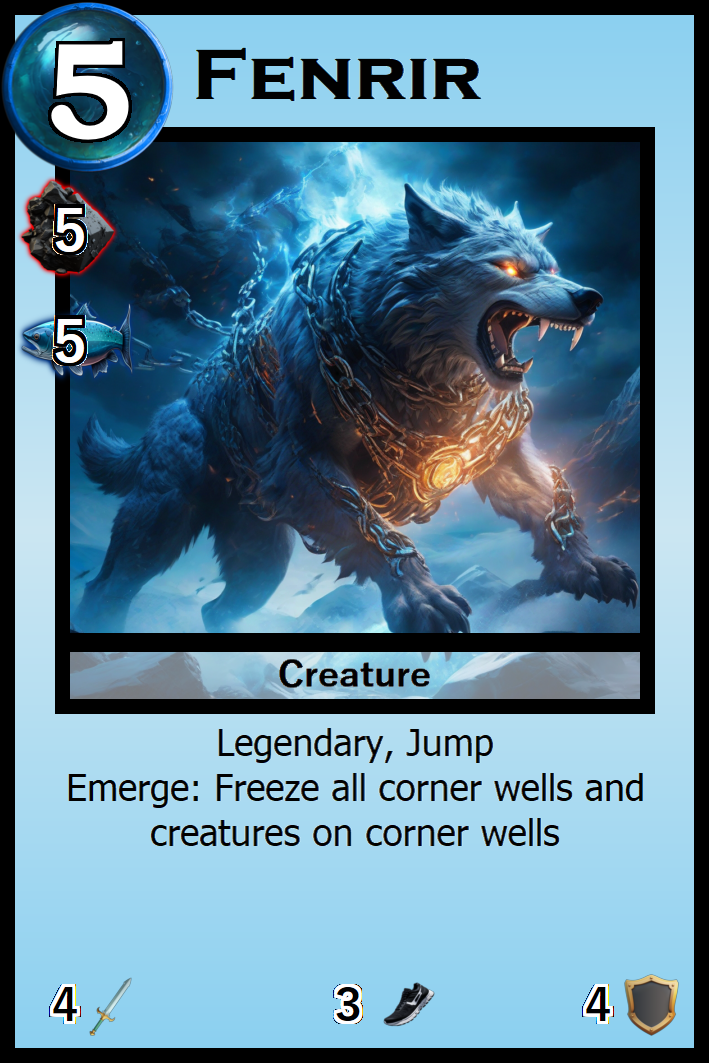 5
Fenrir
5
5
Creature
Legendary, Jump
Emerge: Freeze all corner wells and
creatures on corner wells
4
3
4